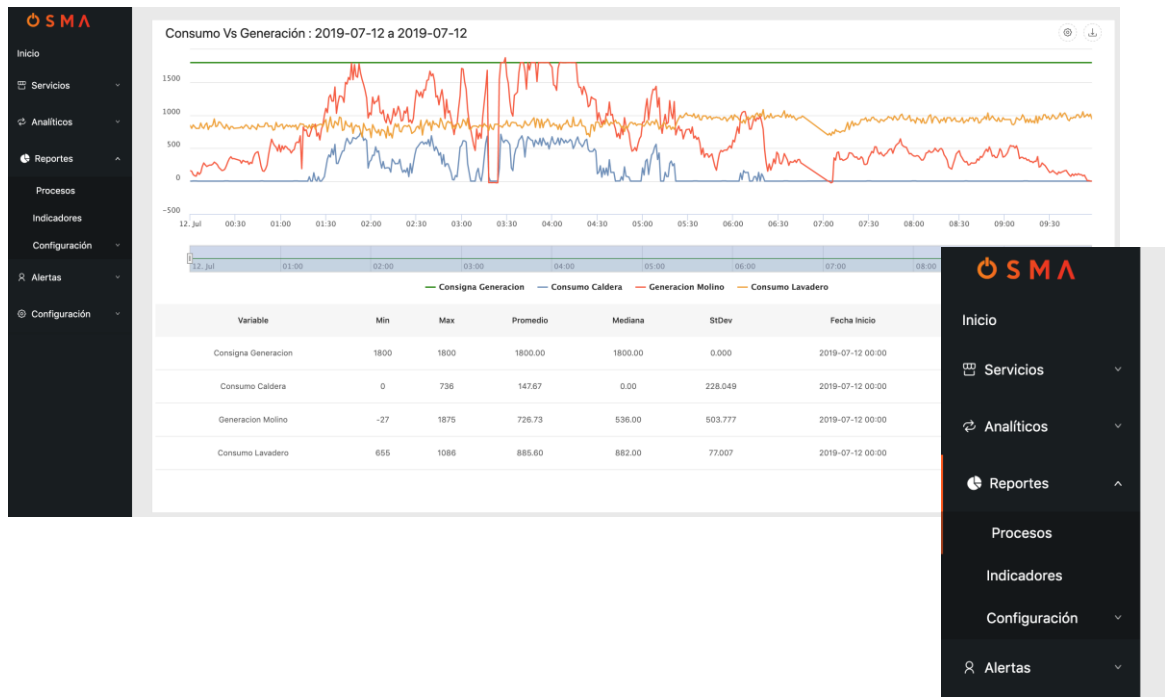 OSMA
Inicio
Servicios
Analíticos
Reportes
Procesos
Indicadores
Configuración
Alertas
Configuración
Consumo Vs Generación : 2019-07-12 a 2019-07-12
1500
1000
500
0
-500
12. Jul 00:30 01:00 01:30 02:00 02:30 03:00 03:30 04:00 04:30 05:00 05:30 06:00 06:30 07:00 07:30 08:00 08:30 09:00 09:30
12. Jul 01:00 02:00 03:00 04:00 05:00 06:00 07:00 08:00
Consigna Generacion Consumo Caldera Generacion Molino Consumo Lavadero
Variable Min Max Promedio Mediana StDev Fecha Inicio
Consigna Generacion 1800 1800 1800.00 1800.00 0.000 2019-07-12 00:00
Consumo Caldera 0 736 147.67 0.00 228.049 2019-07-12 00:00
Generacion Molino -27 1875 726.73 536.00 503.777 2019-07-12 00:00
Consumo Lavadero 655 1086 885.60 882.00 77.007 2019-07-12 00:00
OSMA
Inicio
Servicios
Analíticos
Reportes
Procesos
Indicadores
Configuración
Alertas